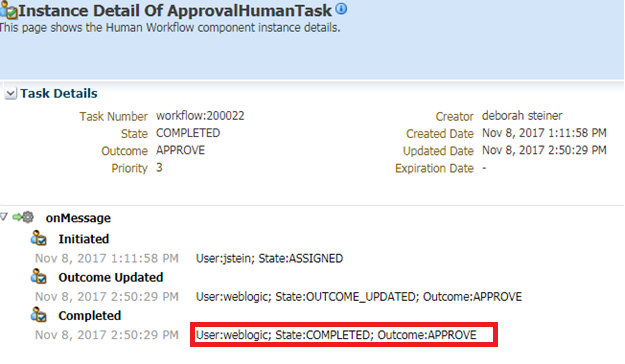 Instance Detail Of ApprovalHumanTask
This page shows the Human Workflow component instance details.
Task Details
Task Number workflow:200022 Creator deborah steiner
State COMPLETED Created Date Nov 8, 2017 1:11:58 PM
Outcome APPROVE Updated Date Nov 8, 2017 2:50:29 PM
Priority 3 Expiration Date -
onMessage
Initiated
Nov 8, 2017 1:11:58 PM User:jstein; State:ASSIGNED
Outcome Updated
Nov 8, 2017 2:50:29 PM User:weblogic; State:OUTCOME_UPDATED; Outcome:APPROVE
Completed
Nov 8, 2017 2:50:29 PM User:weblogic; State:COMPLETED; Outcome:APPROVE